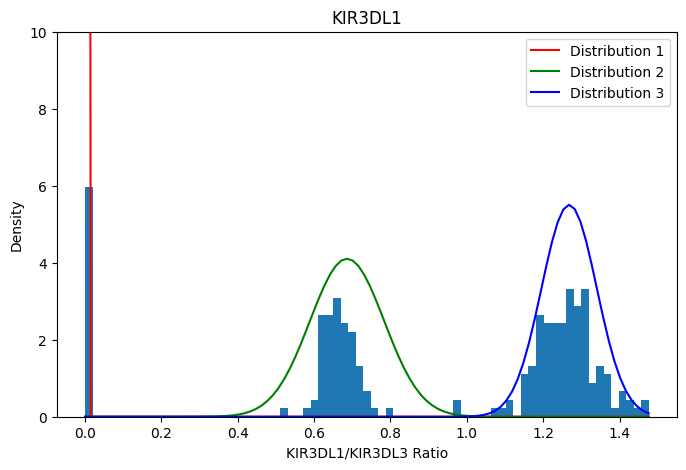 KIR3DL1
Distribution 1
Distribution 2
Distribution 3
Density
10
8
6
4
2
0
0.0 0.2 0.4 0.6 0.8 1.0 1.2 1.4
KIR3DL1/KIR3DL3 Ratio